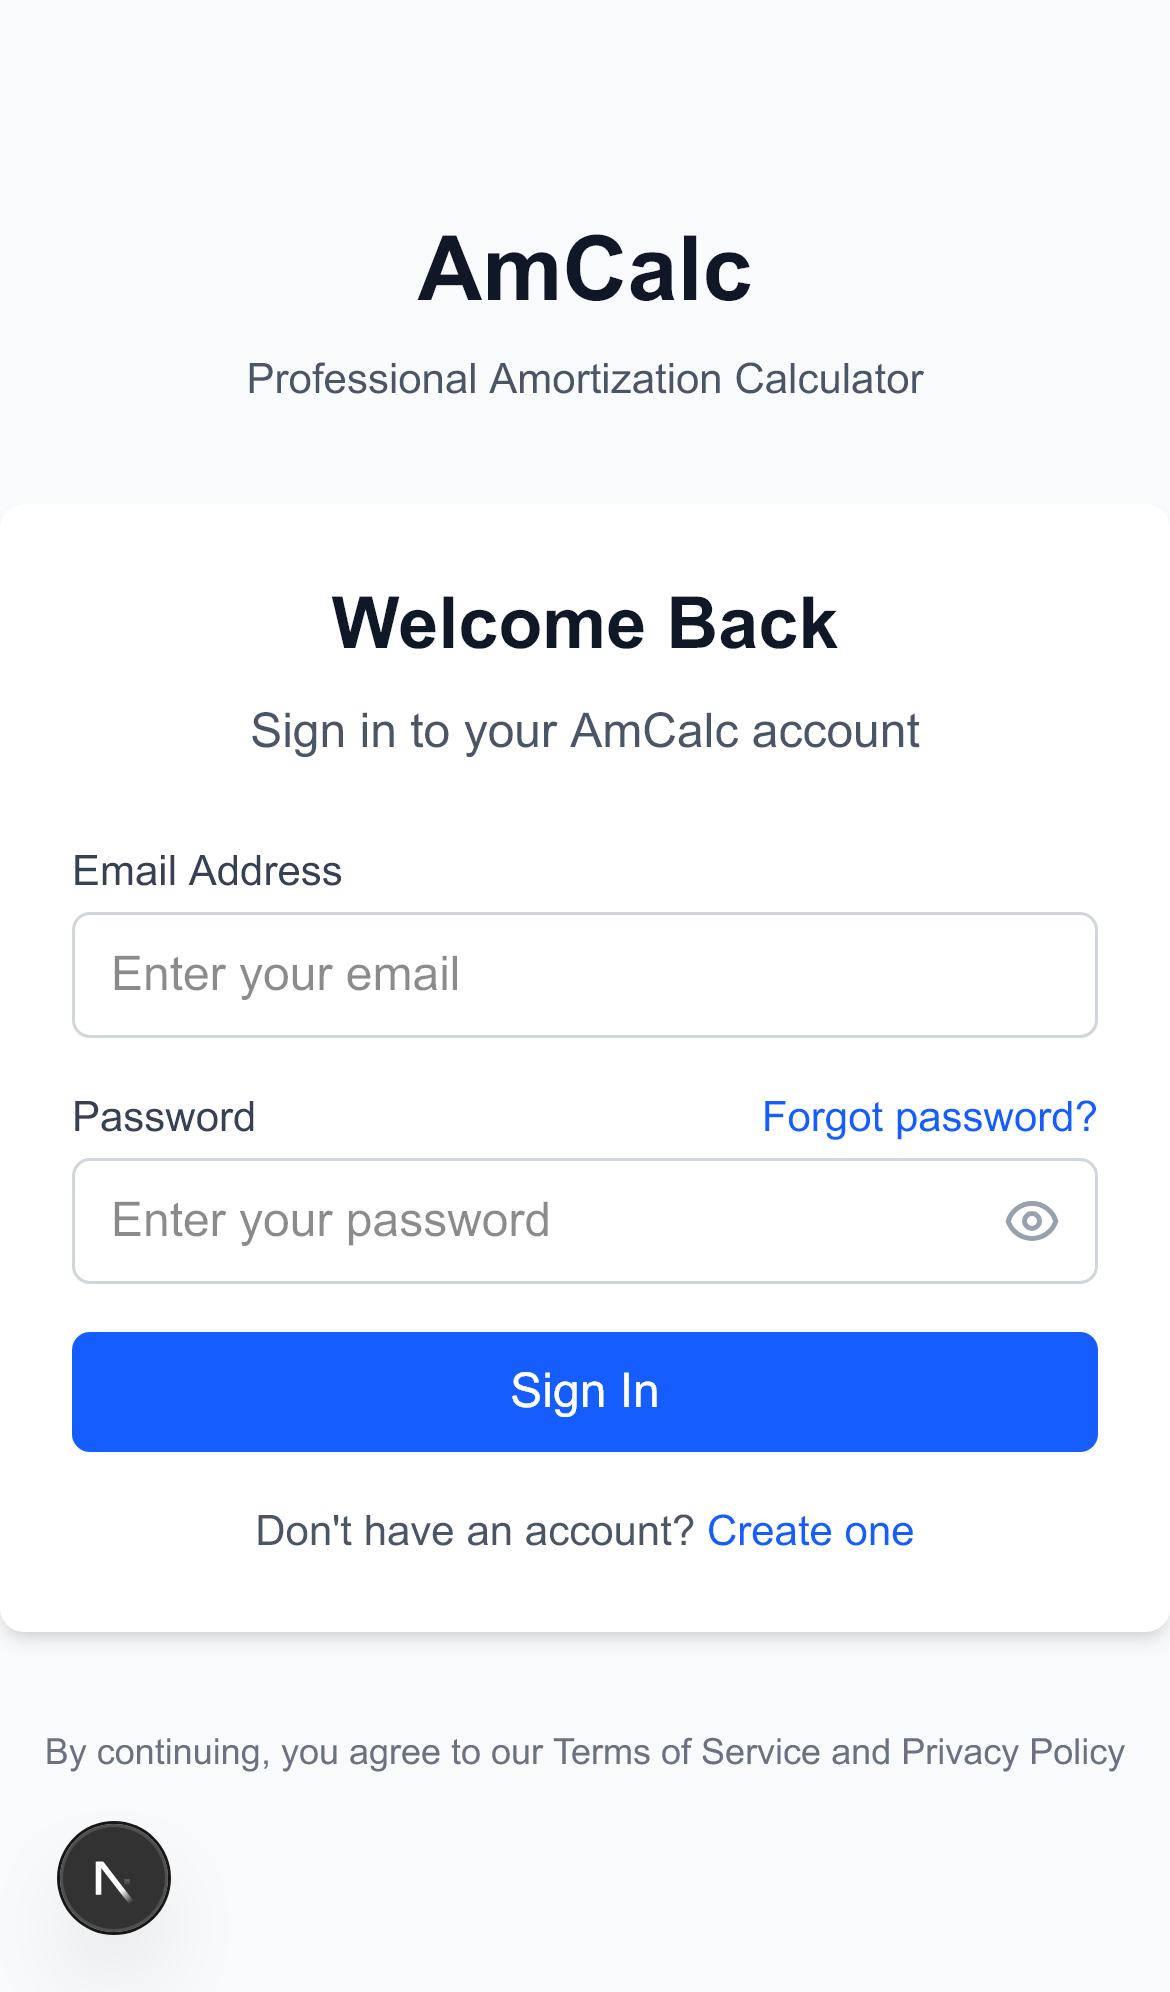 AmCalc
Professional Amortization Calculator
Welcome Back
Sign in to your AmCalc account
Email Address
Enter your email
Password
Forgot password?
Enter your password
Sign In
Don't have an account? Create one
By continuing, you agree to our Terms of Service and Privacy Policy
N